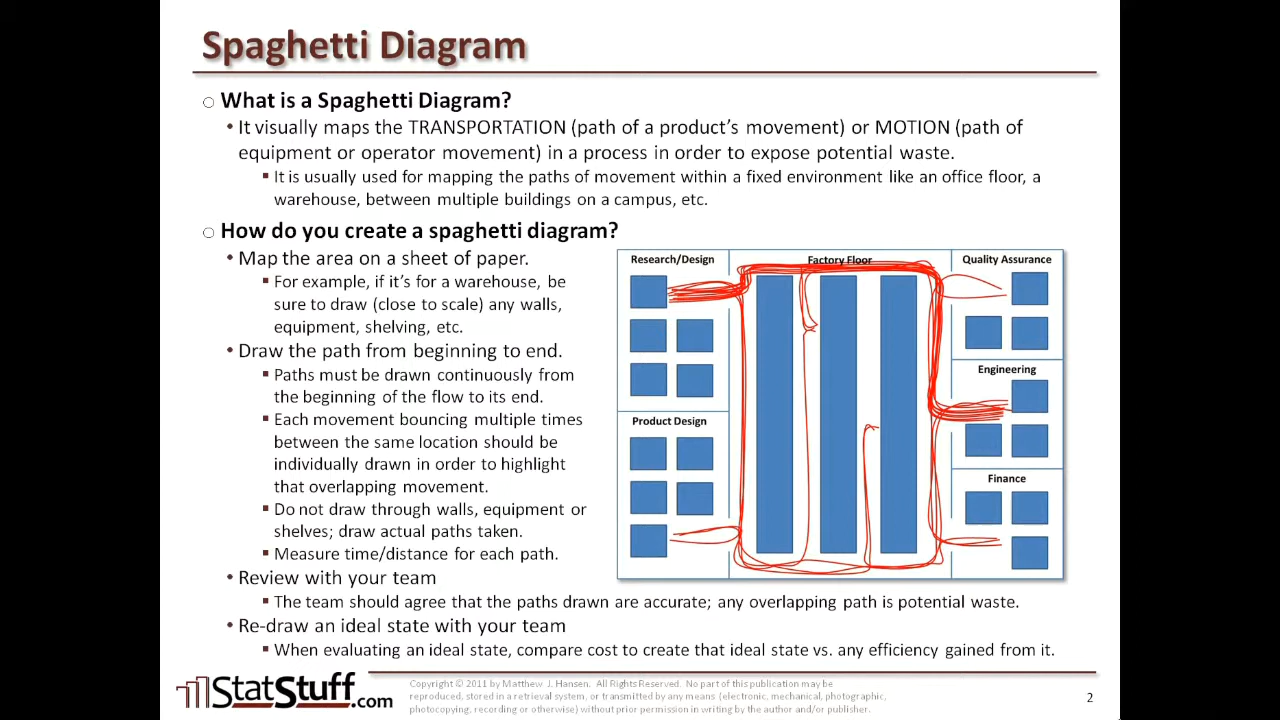 Spaghetti Diagram
What is a Spaghetti Diagram?
It visually maps the TRANSPORTATION (path of a product's movement) or MOTION (path of
equipment or operator movement) in a process in order to expose potential waste.
It is usually used for mapping the paths of movement within a fixed environment like an office floor, a
warehouse, between multiple buildings on a campus, etc.
How do you create a spaghetti diagram?
Map the area on a sheet of paper.
For example, if it's for a warehouse, be
sure to draw (close to scale) any walls,
equipment, shelving, etc.
Draw the path from beginning to end.
Paths must be drawn continuously from
the beginning of the flow to its end.
Each movement bouncing multiple times
between the same location should be
individually drawn in order to highlight
that overlapping movement.
Do not draw through walls, equipment or
shelves; draw actual paths taken.
Measure time/distance for each path.
Research/Design
Factory Floor
Quality Assurance
Engineering
Product Design
Finance
Review with your team
The team should agree that the paths drawn are accurate; any overlapping path is potential waste.
Re-draw an ideal state with your team
When evaluating an ideal state, compare cost to create that ideal state vs. any efficiency gained from it.
StatStuff.com
Copyright © 2011 by Matthew J. Hansen. All Rights Reserved. No part of this publication may be
reproduced, stored in a retrieval system, or transmitted by any means (electronic, mechanical, photographic,
photocopying, recording or otherwise) without prior permission in writing by the author and/or publisher.
2